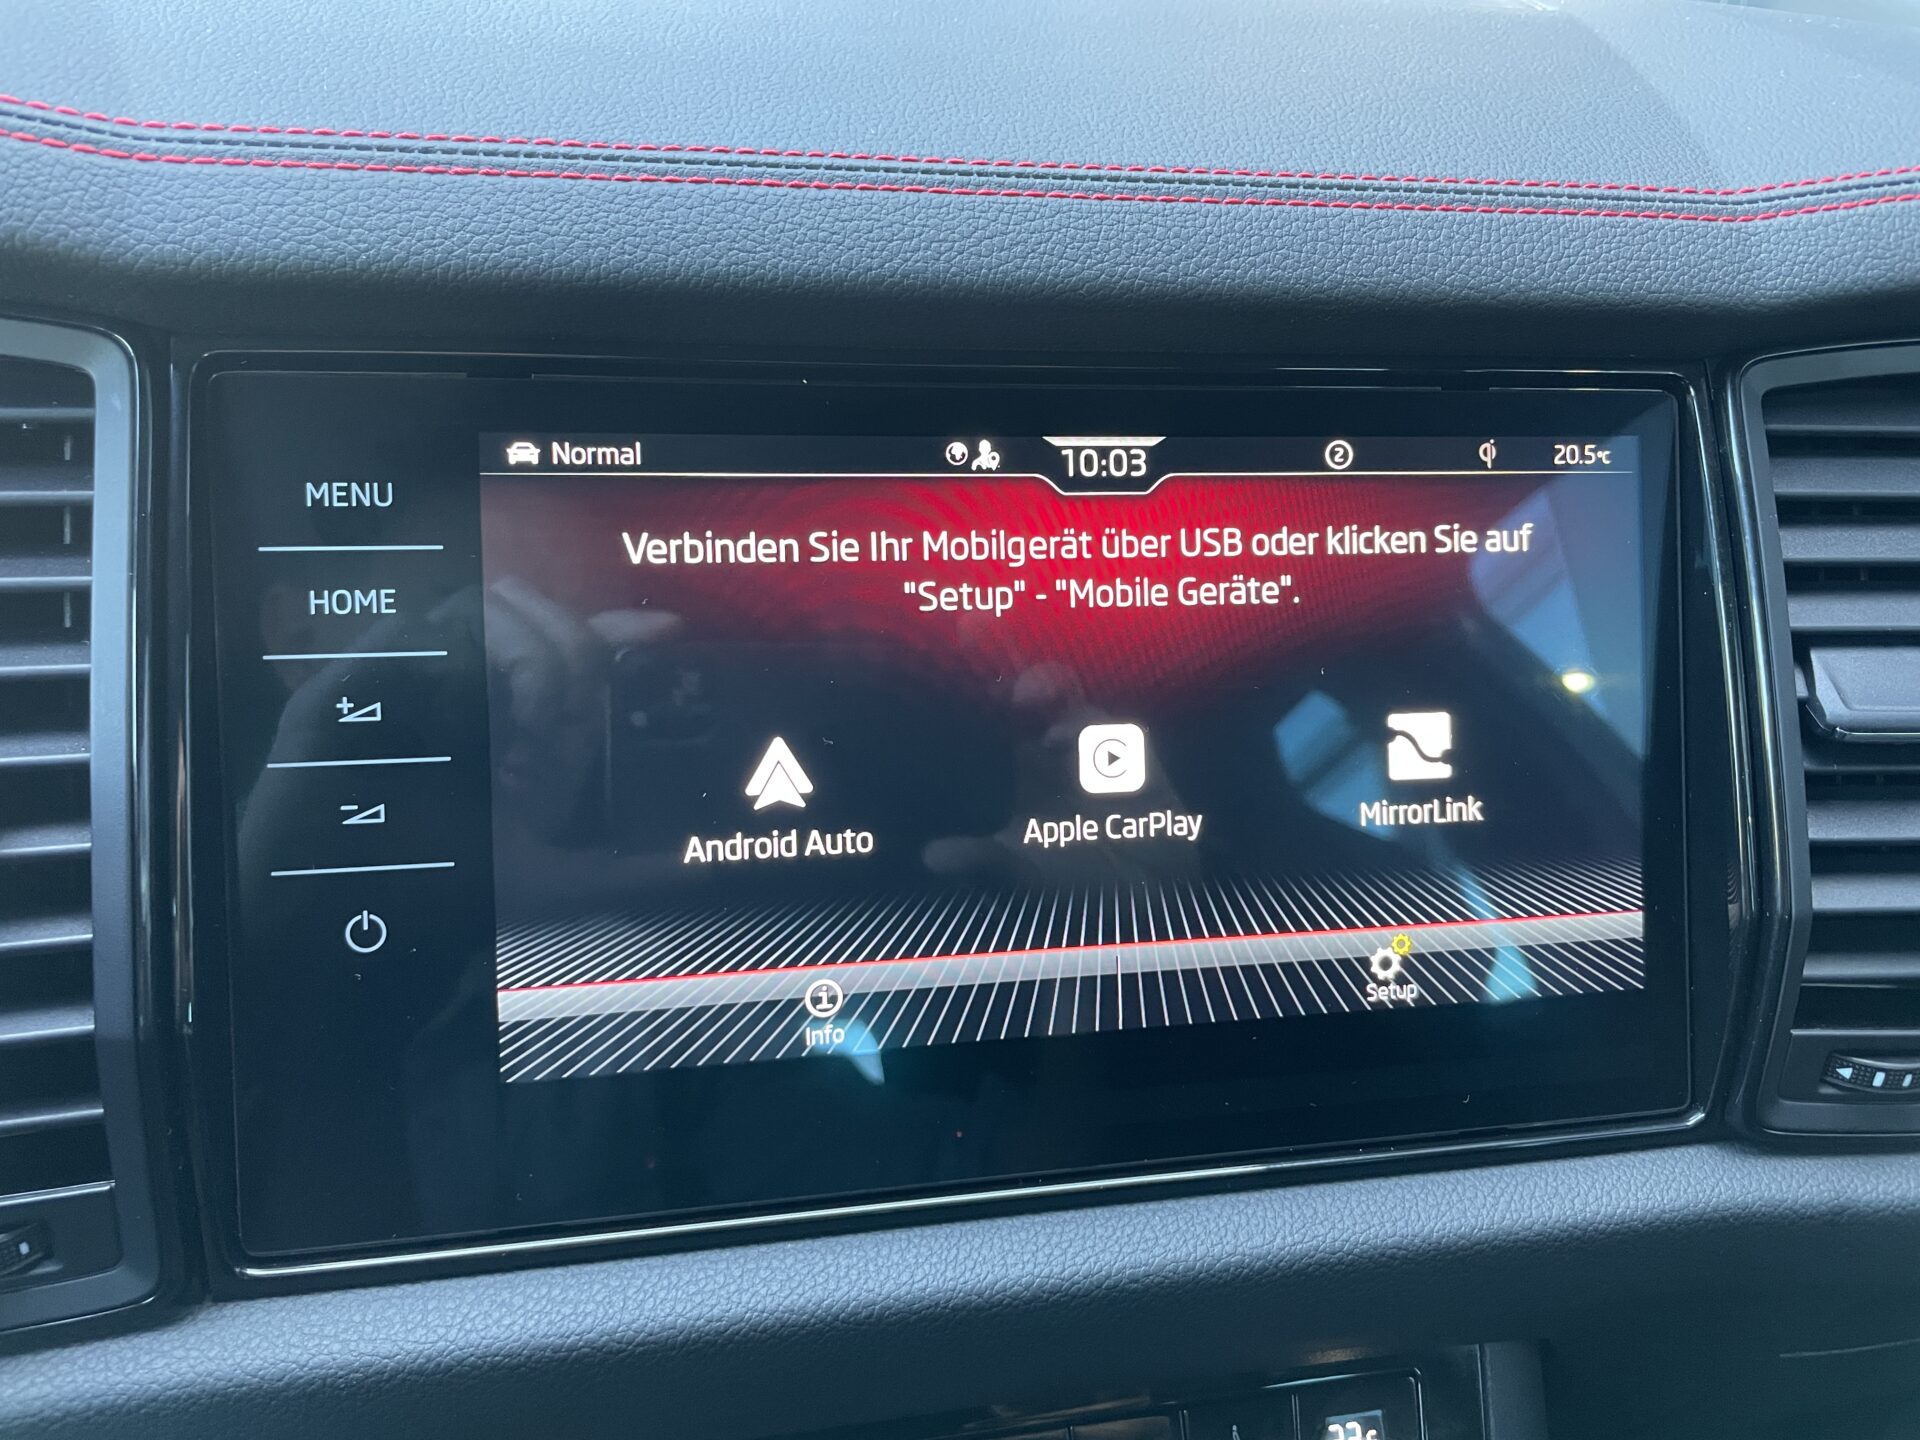 Normal
10:03
2
20.5°C
MENU
HOME
Verbinden Sie Ihr Mobilgerät über USB oder klicken Sie auf
"Setup" - "Mobile Geräte".
Android Auto
Apple CarPlay
MirrorLink
Info
Setup